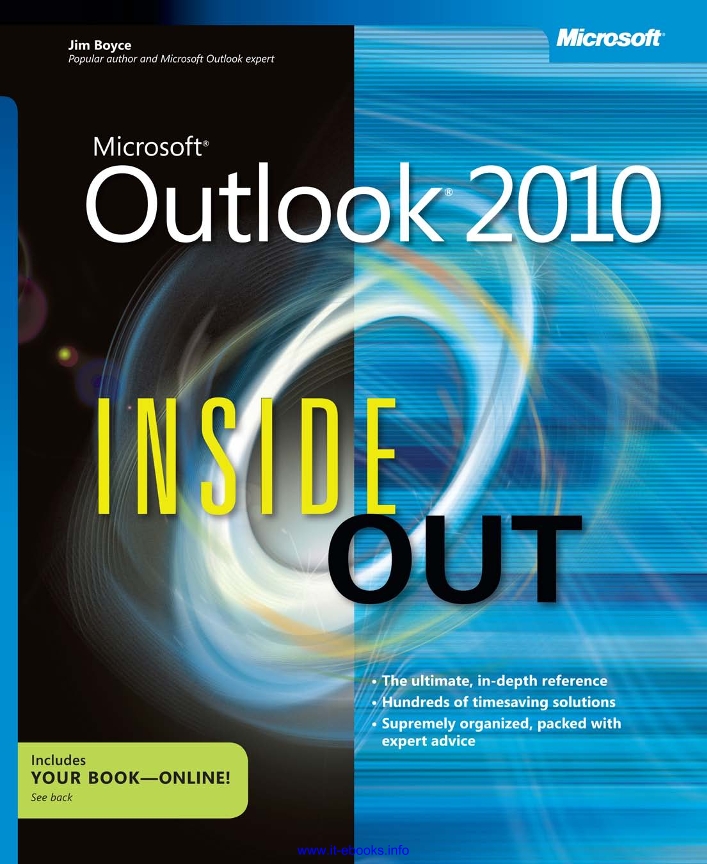 Jim Boyce
Popular author and Microsoft Outlook expert
Microsoft®
Microsoft®
Outlook® 2010
INSIDE
OUT
• The ultimate, in-depth reference
• Hundreds of timesaving solutions
• Supremely organized, packed with
expert advice
Includes
YOUR BOOK—ONLINE!
See back
www.it-ebooks.info